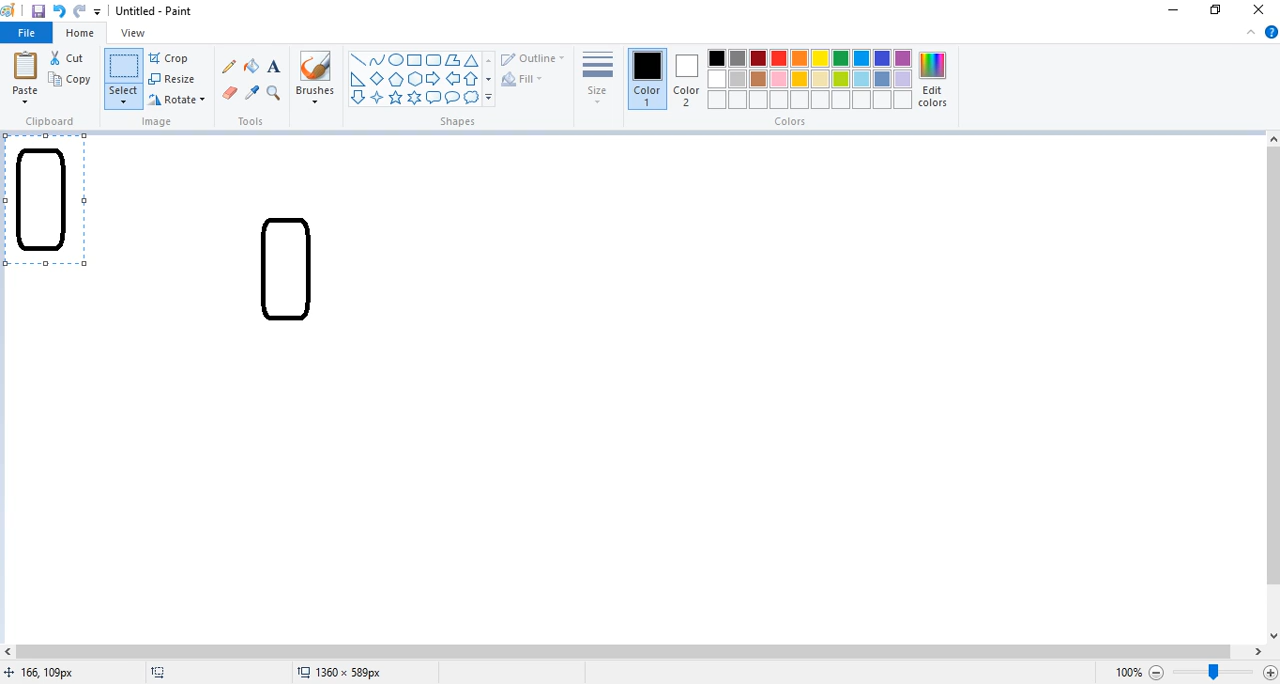 Untitled - Paint
File Home View
Paste Cut Copy
Select Crop Resize Rotate
Brushes
A
Outline
Fill
Size
Color 1
Color 2
Edit colors
Clipboard Image Tools Shapes Colors
166, 109px 1360 × 589px 100%